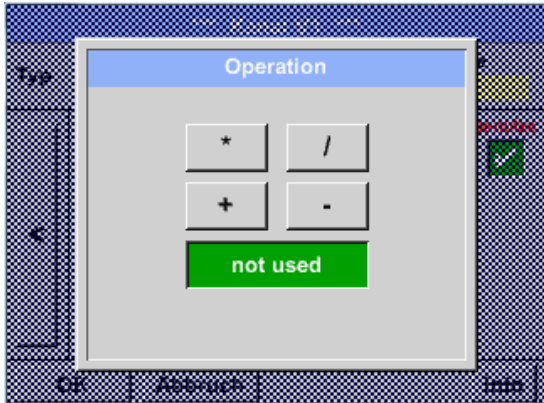 Operation
Typ
* /
+ -
<
not used
OK Abbruch Info